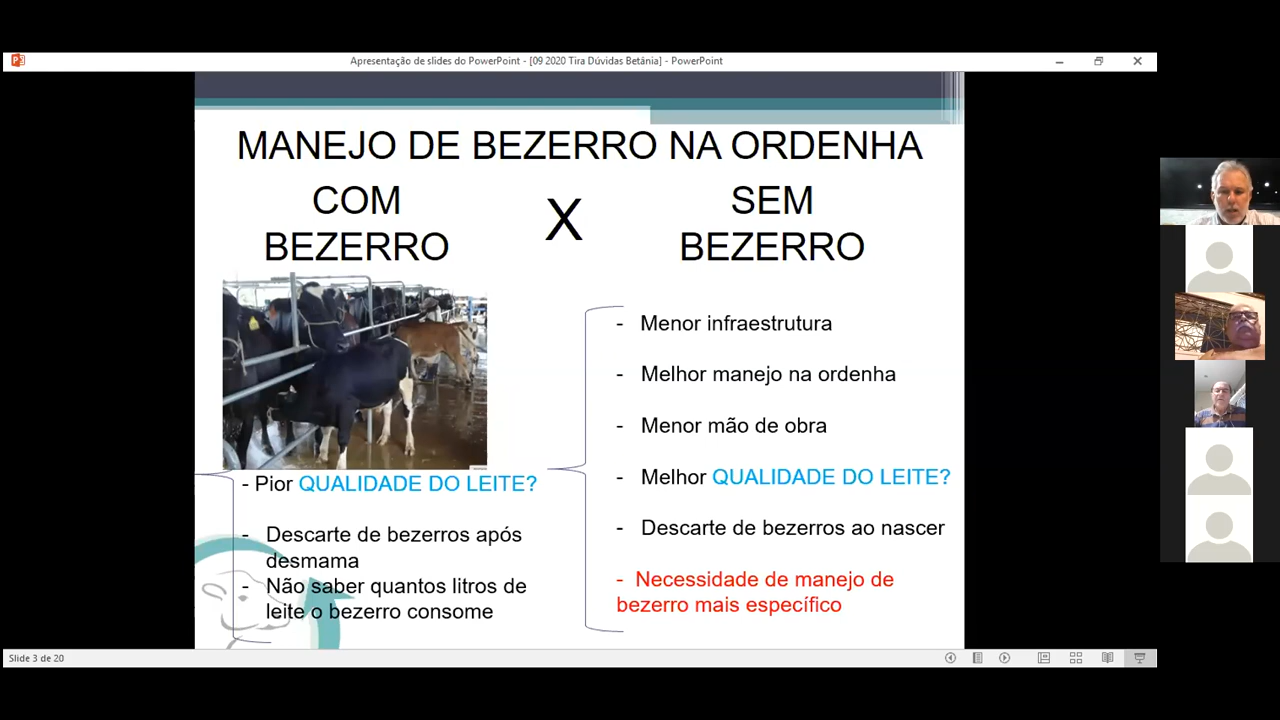 Apresentação de slides do PowerPoint - [09 2020 Tira Dúvidas Betânia] - PowerPoint
MANEJO DE BEZERRO NA ORDENHA
COM
BEZERRO
X
SEM
BEZERRO
- Pior QUALIDADE DO LEITE?
- Descarte de bezerros após
desmama
- Não saber quantos litros de
leite o bezerro consome
- Menor infraestrutura
- Melhor manejo na ordenha
- Menor mão de obra
- Melhor QUALIDADE DO LEITE?
- Descarte de bezerros ao nascer
- Necessidade de manejo de
bezerro mais específico
Slide 3 de 20